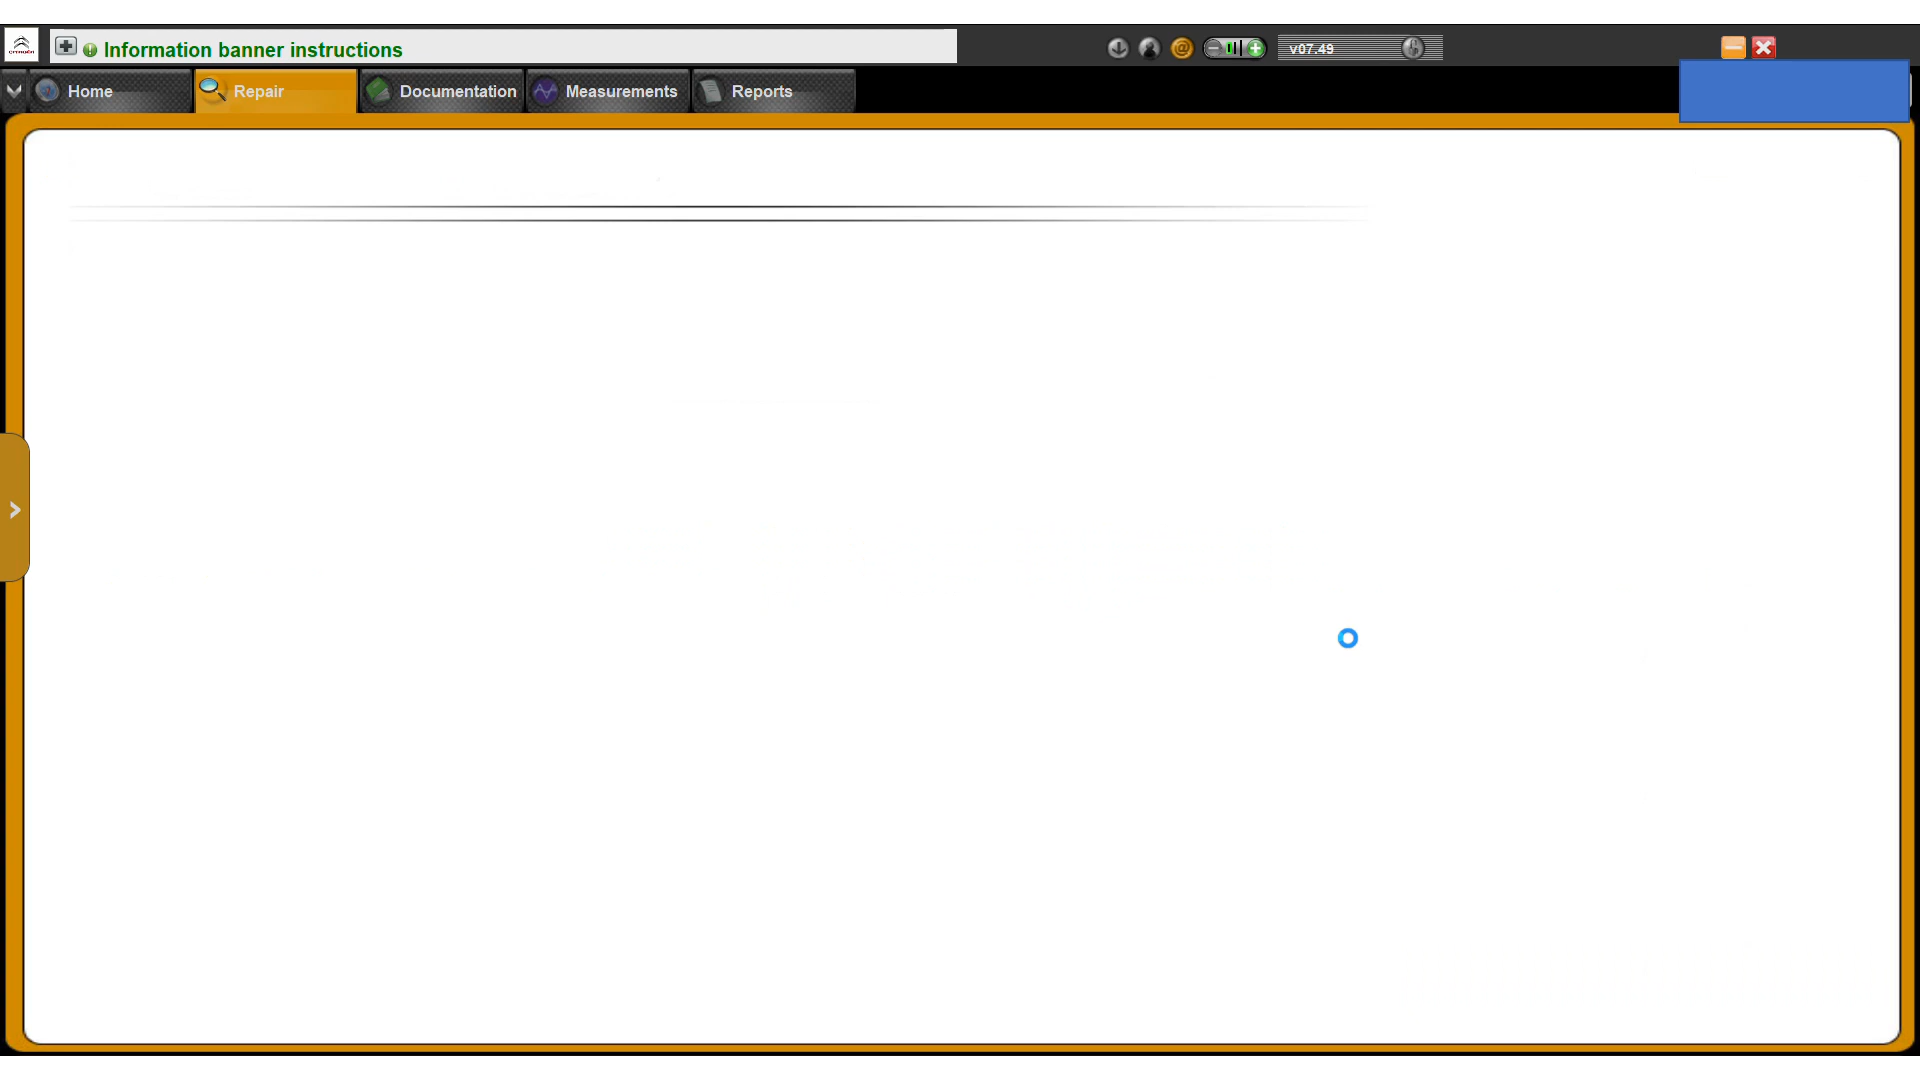 Information banner instructions
v07.49
Home
Repair
Documentation
Measurements
Reports